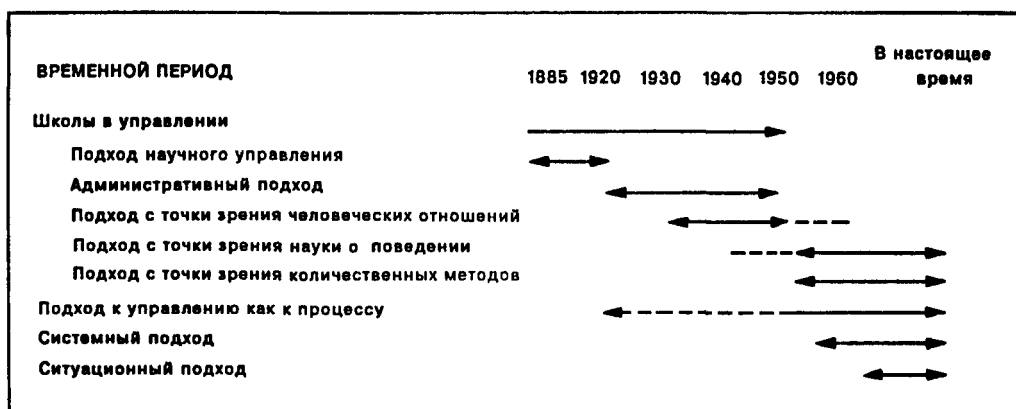 В настоящее
ВРЕМЕННОЙ ПЕРИОД 1885 1920 1930 1940 1950 1960 время
Школы в управлении
Подход научного управления
Административный подход
Подход с точки зрения человеческих отношений
Подход с точки зрения науки о поведении
Подход с точки зрения количественных методов
Подход к управлению как к процессу
Системный подход
Ситуационный подход